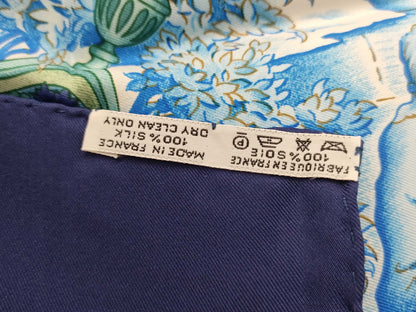 FABRIQUE EN FRANCE
100% SOIE
MADE IN FRANCE
100% SILK
DRY CLEAN ONLY